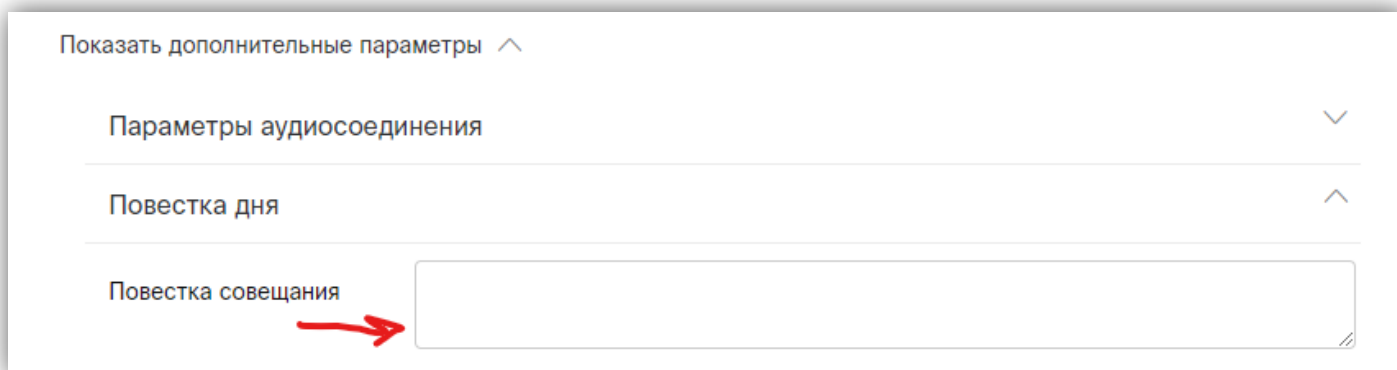 Показать дополнительные параметры
Параметры аудиосоединения
Повестка дня
Повестка совещания